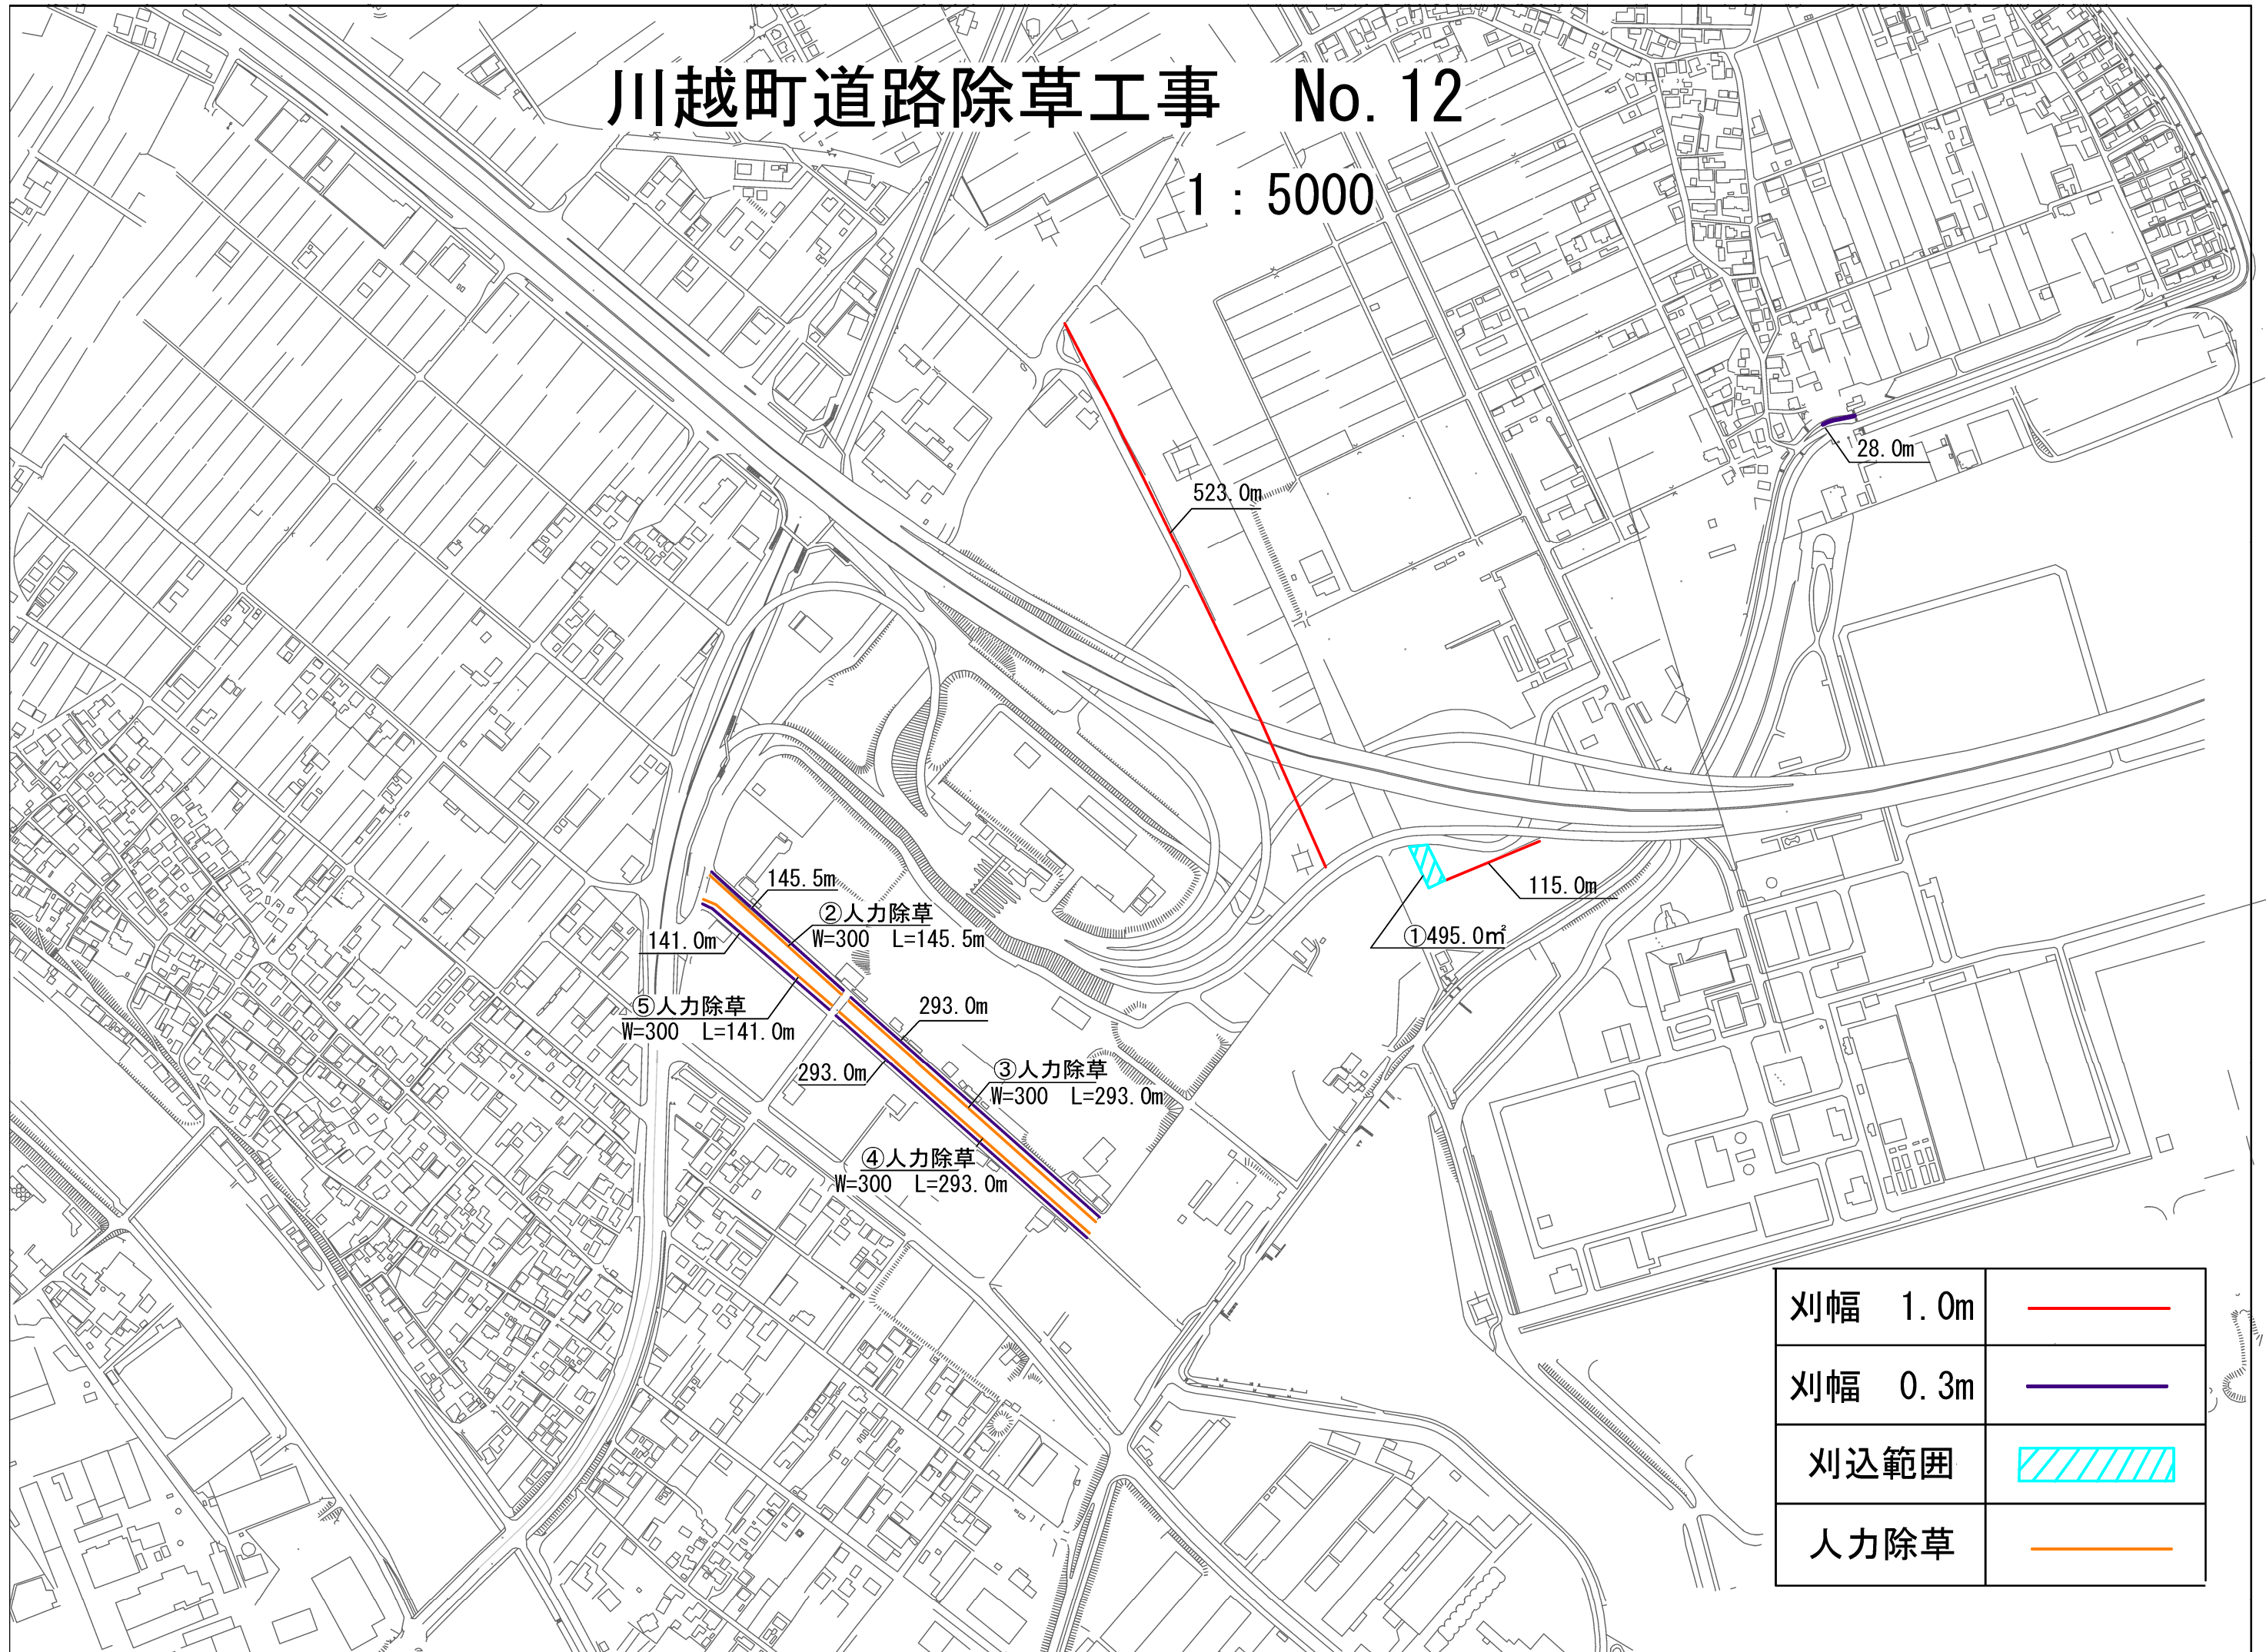 川越町道路除草工事　No.12
1：5000
523.0m
28.0m
115.0m
①495.0㎡
145.5m
②人力除草
W=300　L=145.5m
141.0m
⑤人力除草
W=300　L=141.0m
293.0m
293.0m
③人力除草
W=300　L=293.0m
④人力除草
W=300　L=293.0m
刈幅　1.0m
刈幅　0.3m
刈込範囲
人力除草